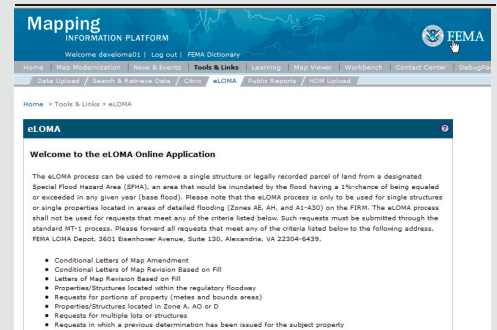 Mapping
INFORMATION PLATFORM
FEMA
Welcome develoma01 | Log out | FEMA Dictionary
Home | Map Modernization | News & Events | Tools & Links | Learning | Map Viewer | Workbench | Contact Center | DebugPa
Data Upload / Search & Retrieve Data / Citrix / eLOMA / Public Reports / HDM Upload
Home » Tools & Links » eLOMA
eLOMA ?
Welcome to the eLOMA Online Application
The eLOMA process can be used to remove a single structure or legally recorded parcel of land from a designated
Special Flood Hazard Area (SFHA), an area that would be inundated by the flood having a 1%-chance of being equaled
or exceeded in any given year (base flood). Please note that the eLOMA process is only to be used for single structures
or single properties located in areas of detailed flooding (Zones AE, AH, and A1-A30) on the FIRM. The eLOMA process
shall not be used for requests that meet any of the criteria listed below. Such requests must be submitted through the
standard MT-1 process. Please forward all requests that meet any of the criteria listed below to the following address,
FEMA LOMA Depot, 3601 Eisenhower Avenue, Suite 130, Alexandria, VA 22304-6439.
• Conditional Letters of Map Amendment
• Conditional Letters of Map Revision Based on Fill
• Letters of Map Revision Based on Fill
• Properties/Structures located within the regulatory floodway
• Requests for portions of property (metes and bounds areas)
• Properties/Structures located in Zone A, AO or D
• Requests for multiple lots or structures
• Requests in which a previous determination has been issued for the subject property